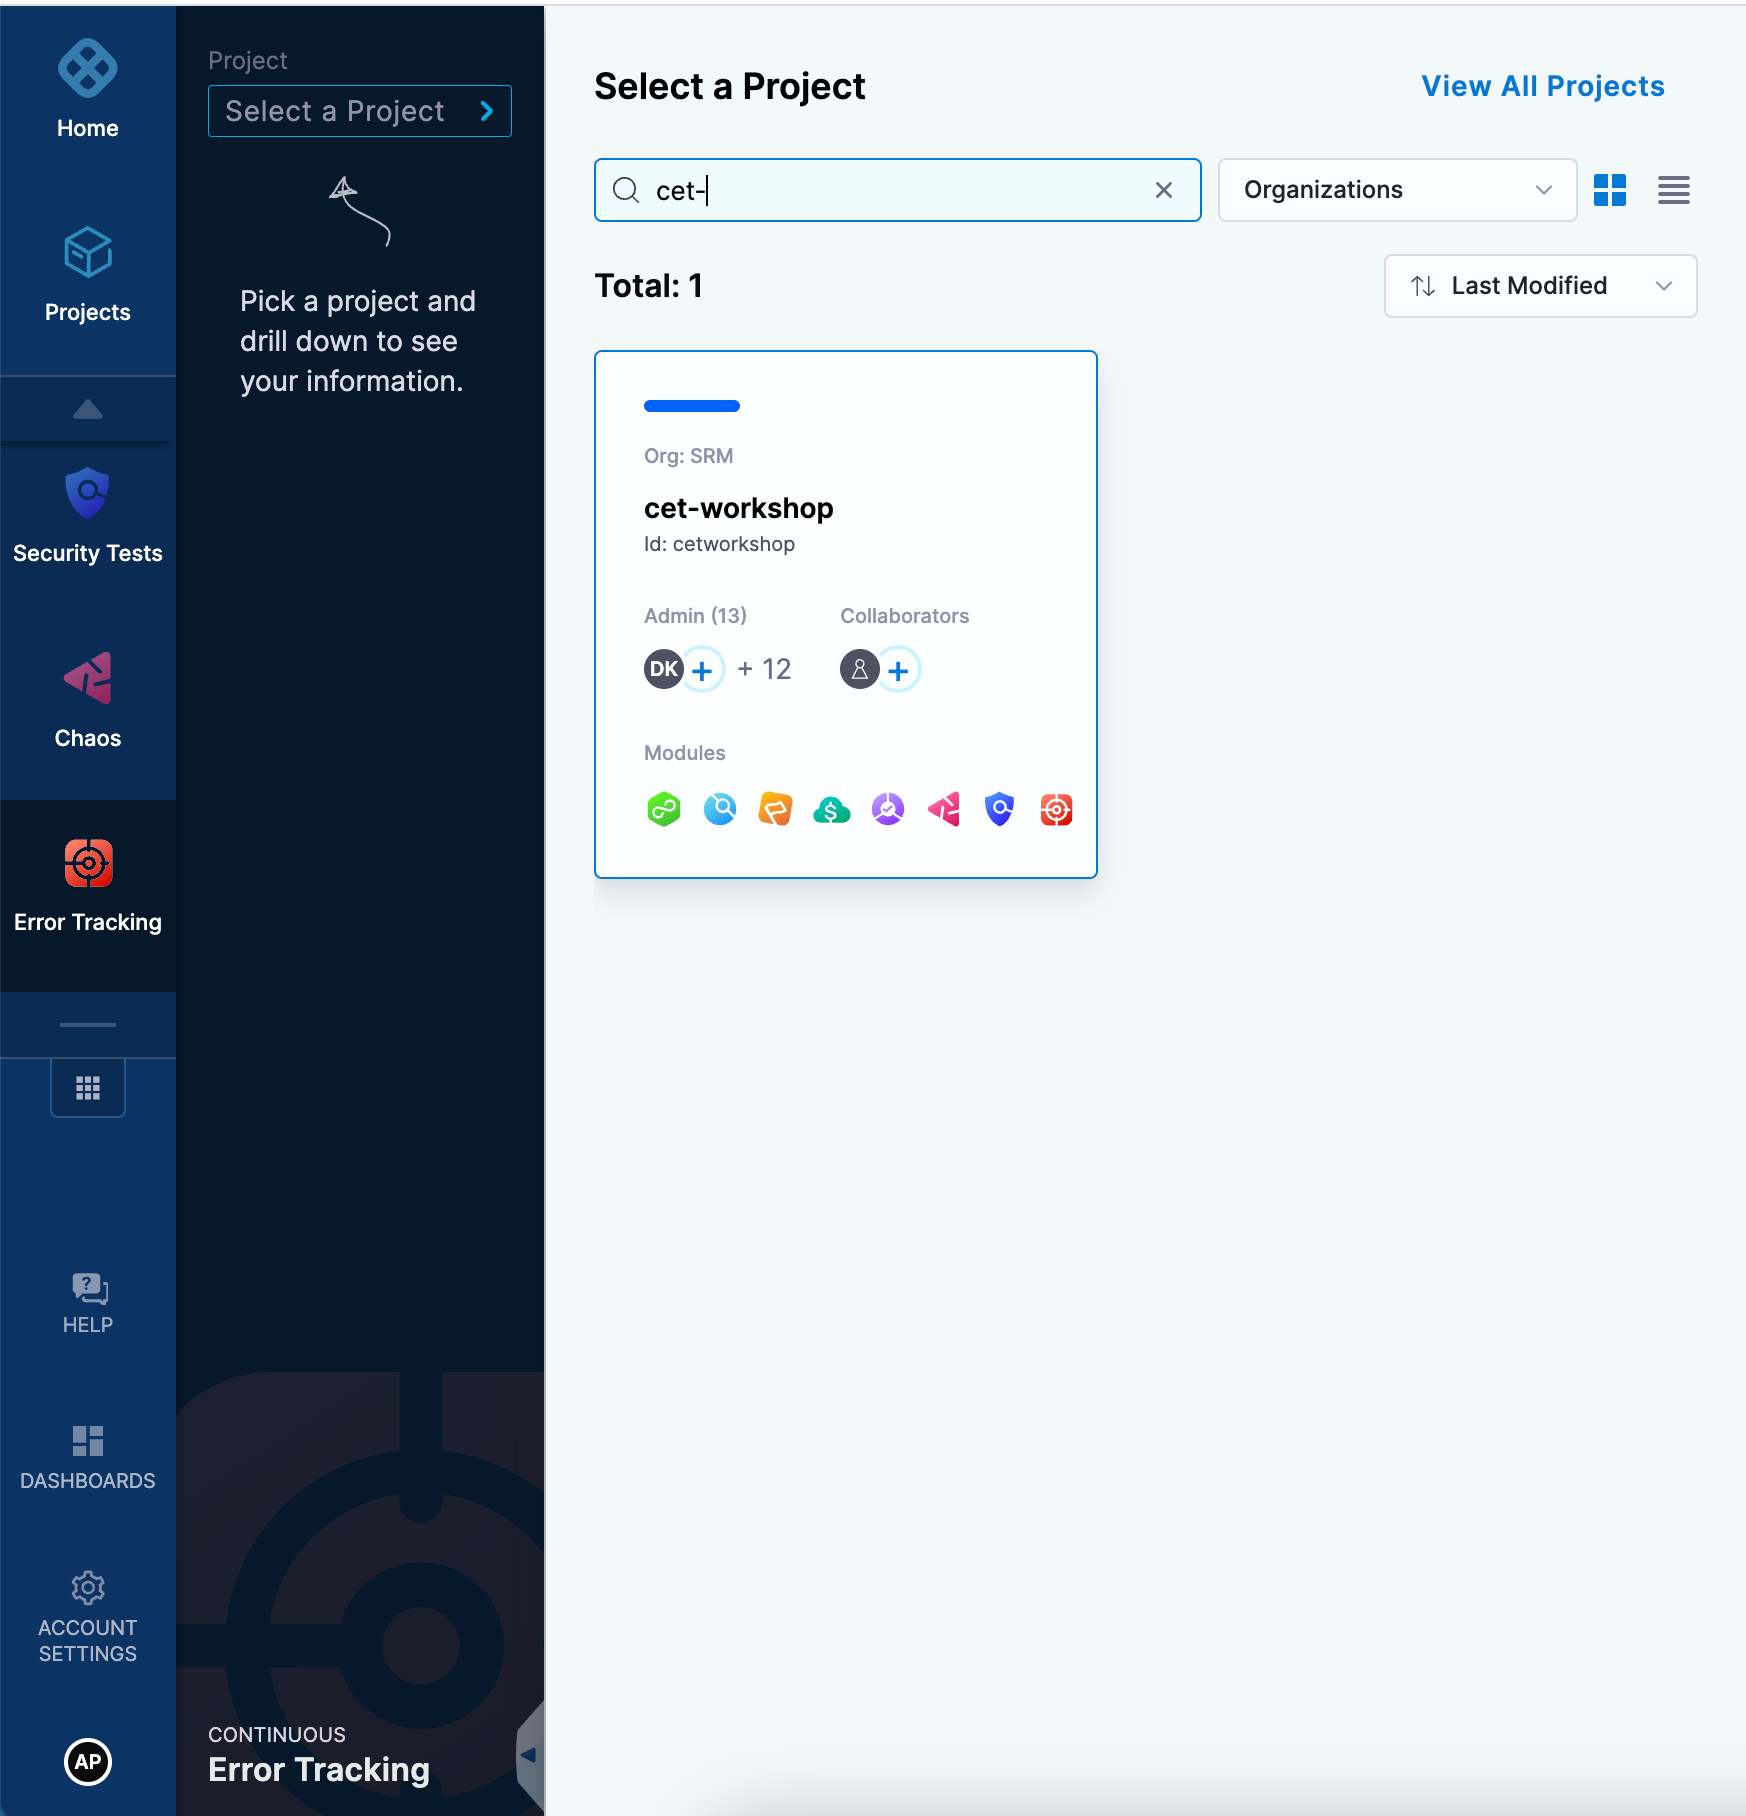 Home
Projects
Security Tests
Chaos
Error Tracking
HELP
DASHBOARDS
ACCOUNT
SETTINGS
AP
Project
Select a Project
Pick a project and
drill down to see
your information.
CONTINUOUS
Error Tracking
Select a Project
View All Projects
cet-
Organizations
Total: 1
Last Modified
Org: SRM
cet-workshop
Id: cetworkshop
Admin (13)
Collaborators
DK + + 12
+
Modules